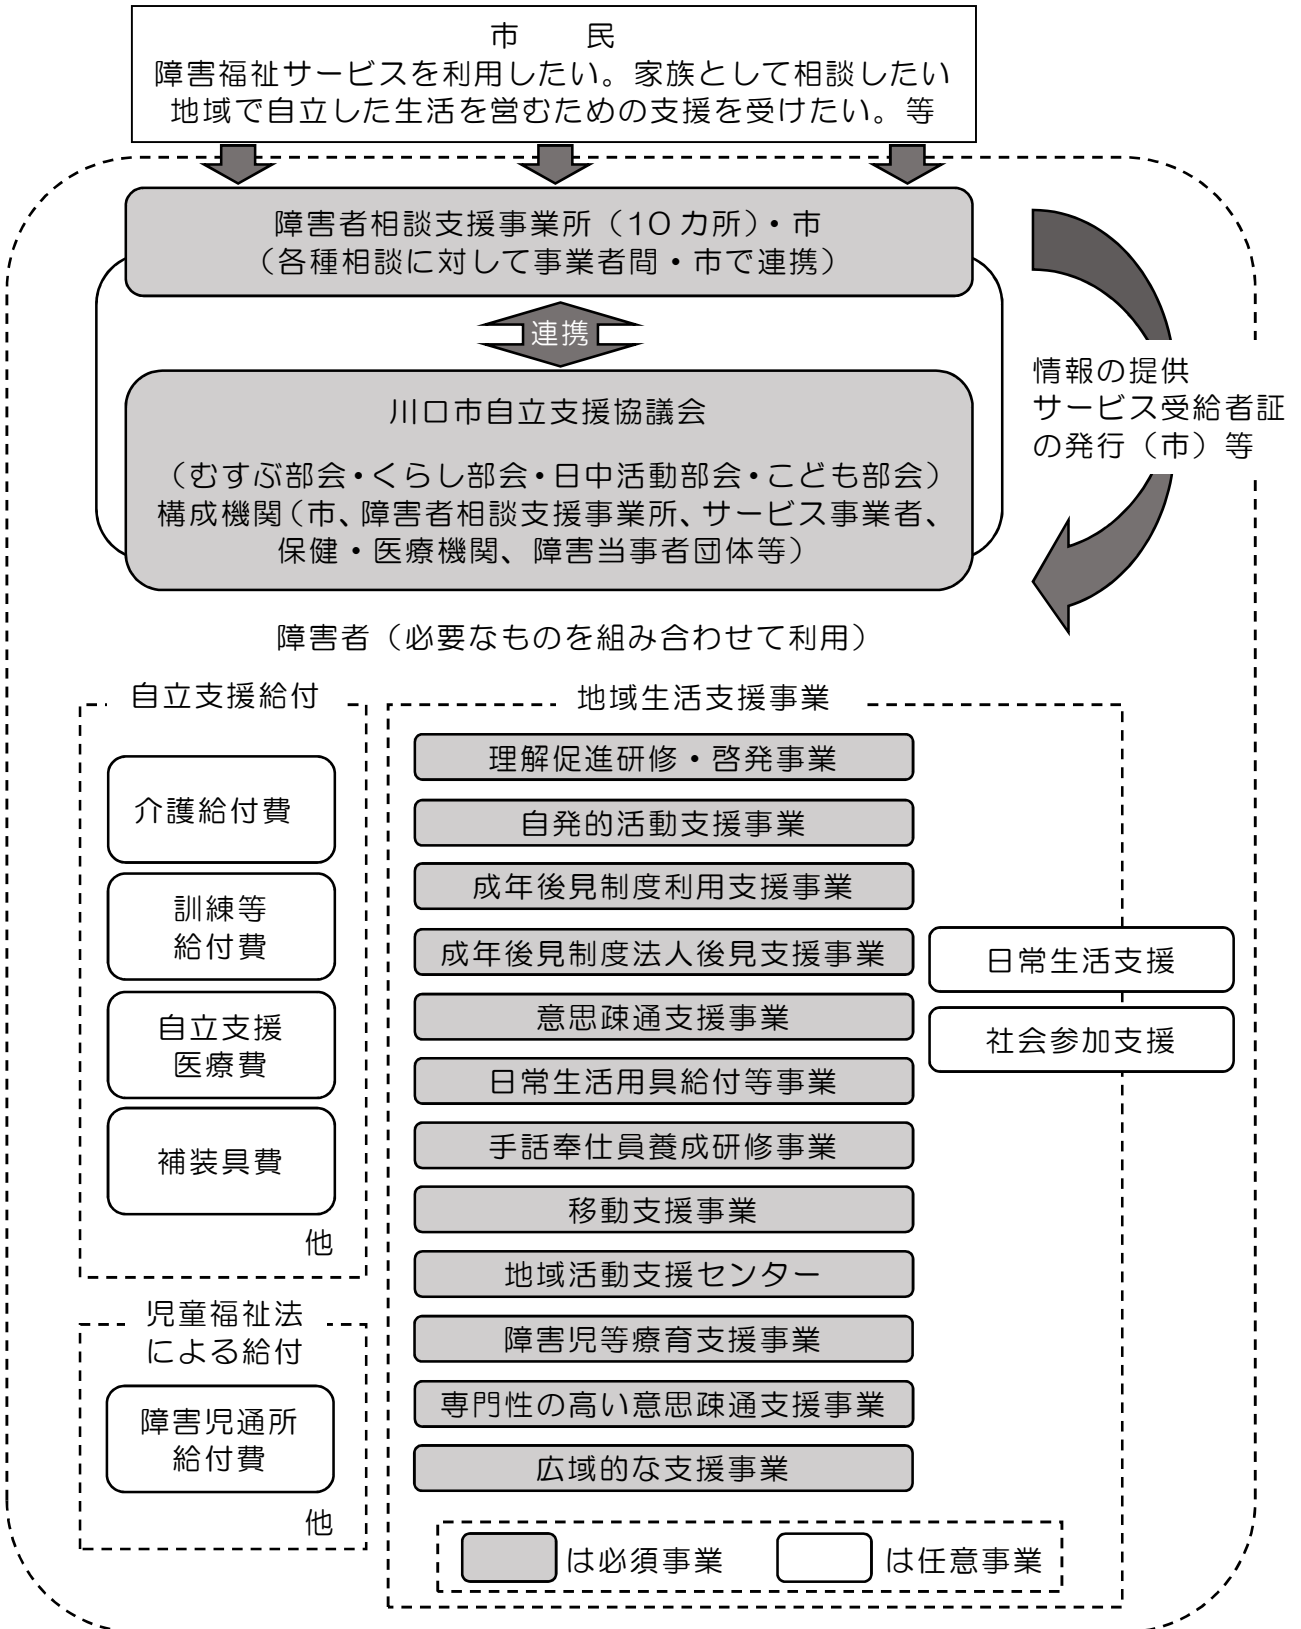 市　　民
障害福祉サービスを利用したい。家族として相談したい
地域で自立した生活を営むための支援を受けたい。等
障害者相談支援事業所（10カ所）・市
（各種相談に対して事業者間・市で連携）
連携
川口市自立支援協議会
（むすぶ部会・くらし部会・日中活動部会・こども部会）
構成機関（市、障害者相談支援事業所、サービス事業者、
保健・医療機関、障害当事者団体等）
情報の提供
サービス受給者証
の発行（市）等
障害者（必要なものを組み合わせて利用）
自立支援給付
介護給付費
訓練等
給付費
自立支援
医療費
補装具費
他
児童福祉法
による給付
障害児通所
給付費
他
地域生活支援事業
理解促進研修・啓発事業
自発的活動支援事業
成年後見制度利用支援事業
成年後見制度法人後見支援事業
意思疎通支援事業
日常生活用具給付等事業
手話奉仕員養成研修事業
移動支援事業
地域活動支援センター
障害児等療育支援事業
専門性の高い意思疎通支援事業
広域的な支援事業
日常生活支援
社会参加支援
は必須事業
は任意事業